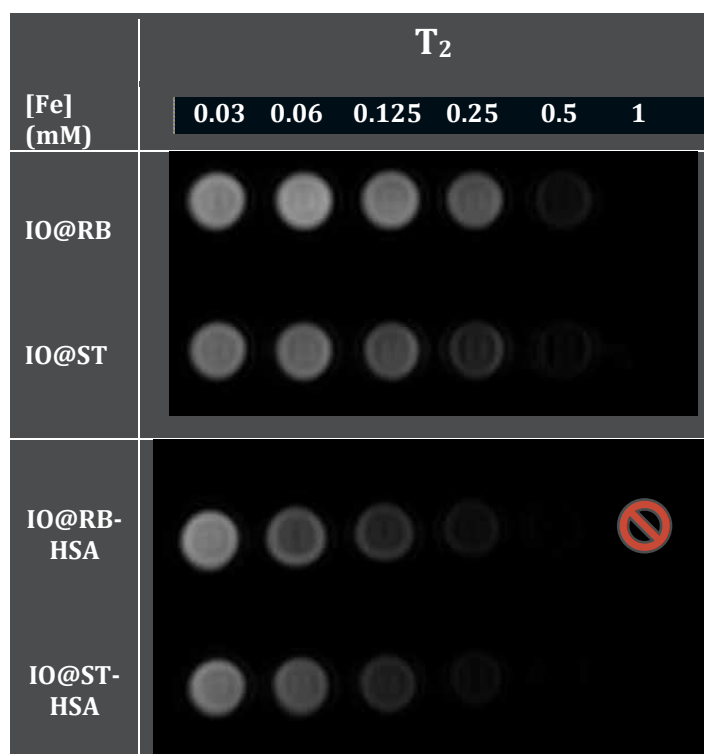 T₂
[Fe]
(mM)
0.03 0.06 0.125 0.25 0.5 1
IO@RB
IO@ST
IO@RB-
HSA
IO@ST-
HSA